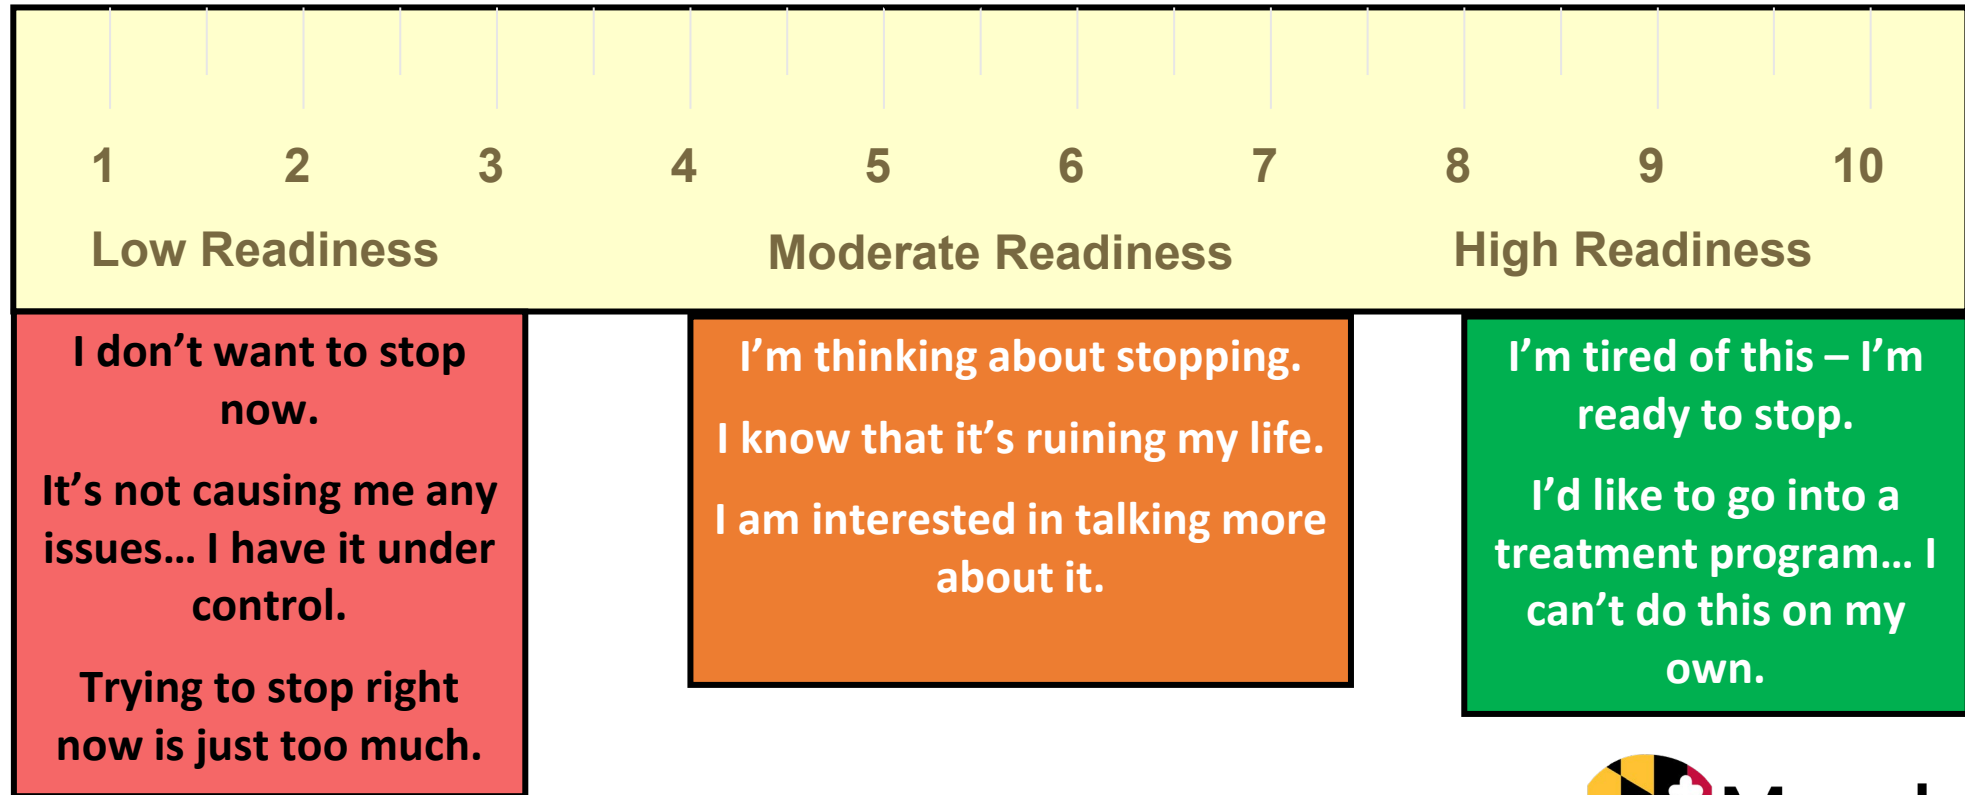 1 2 3 4 5 6 7 8 9 10
Low Readiness
Moderate Readiness
High Readiness
I don’t want to stop
now.
It’s not causing me any
issues… I have it under
control.
Trying to stop right
now is just too much.
I’m thinking about stopping.
I know that it’s ruining my life.
I am interested in talking more
about it.
I’m tired of this – I’m
ready to stop.
I’d like to go into a
treatment program… I
can’t do this on my
own.